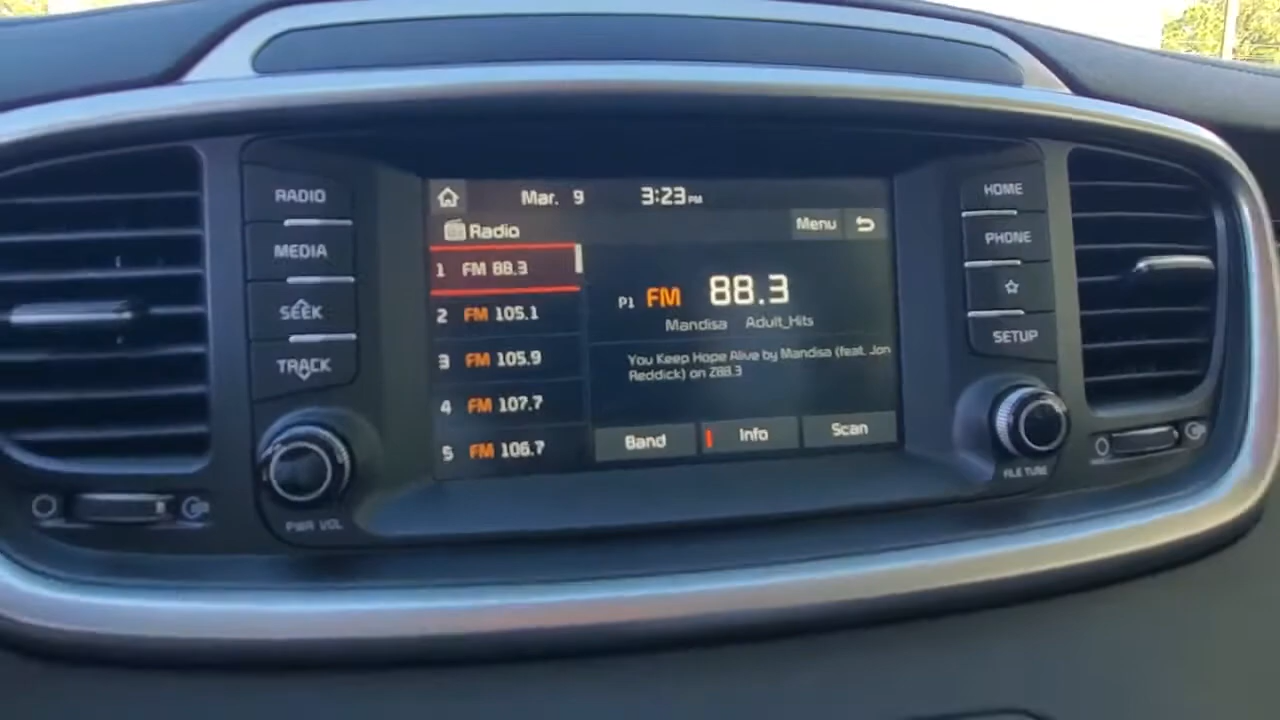 RADIO
MEDIA
SEEK
TRACK
PWR VOL
Mar. 9 3:23 PM
Radio
Menu
1 FM 88.3
2 FM 105.1
3 FM 105.9
4 FM 107.7
5 FM 106.7
P1 FM 88.3
Mandisa Adult_Hits
You Keep Hope Alive by Mandisa (feat. Jon
Reddick) on Z88.3
Band
Info
Scan
HOME
PHONE
SETUP
FILE TUNE